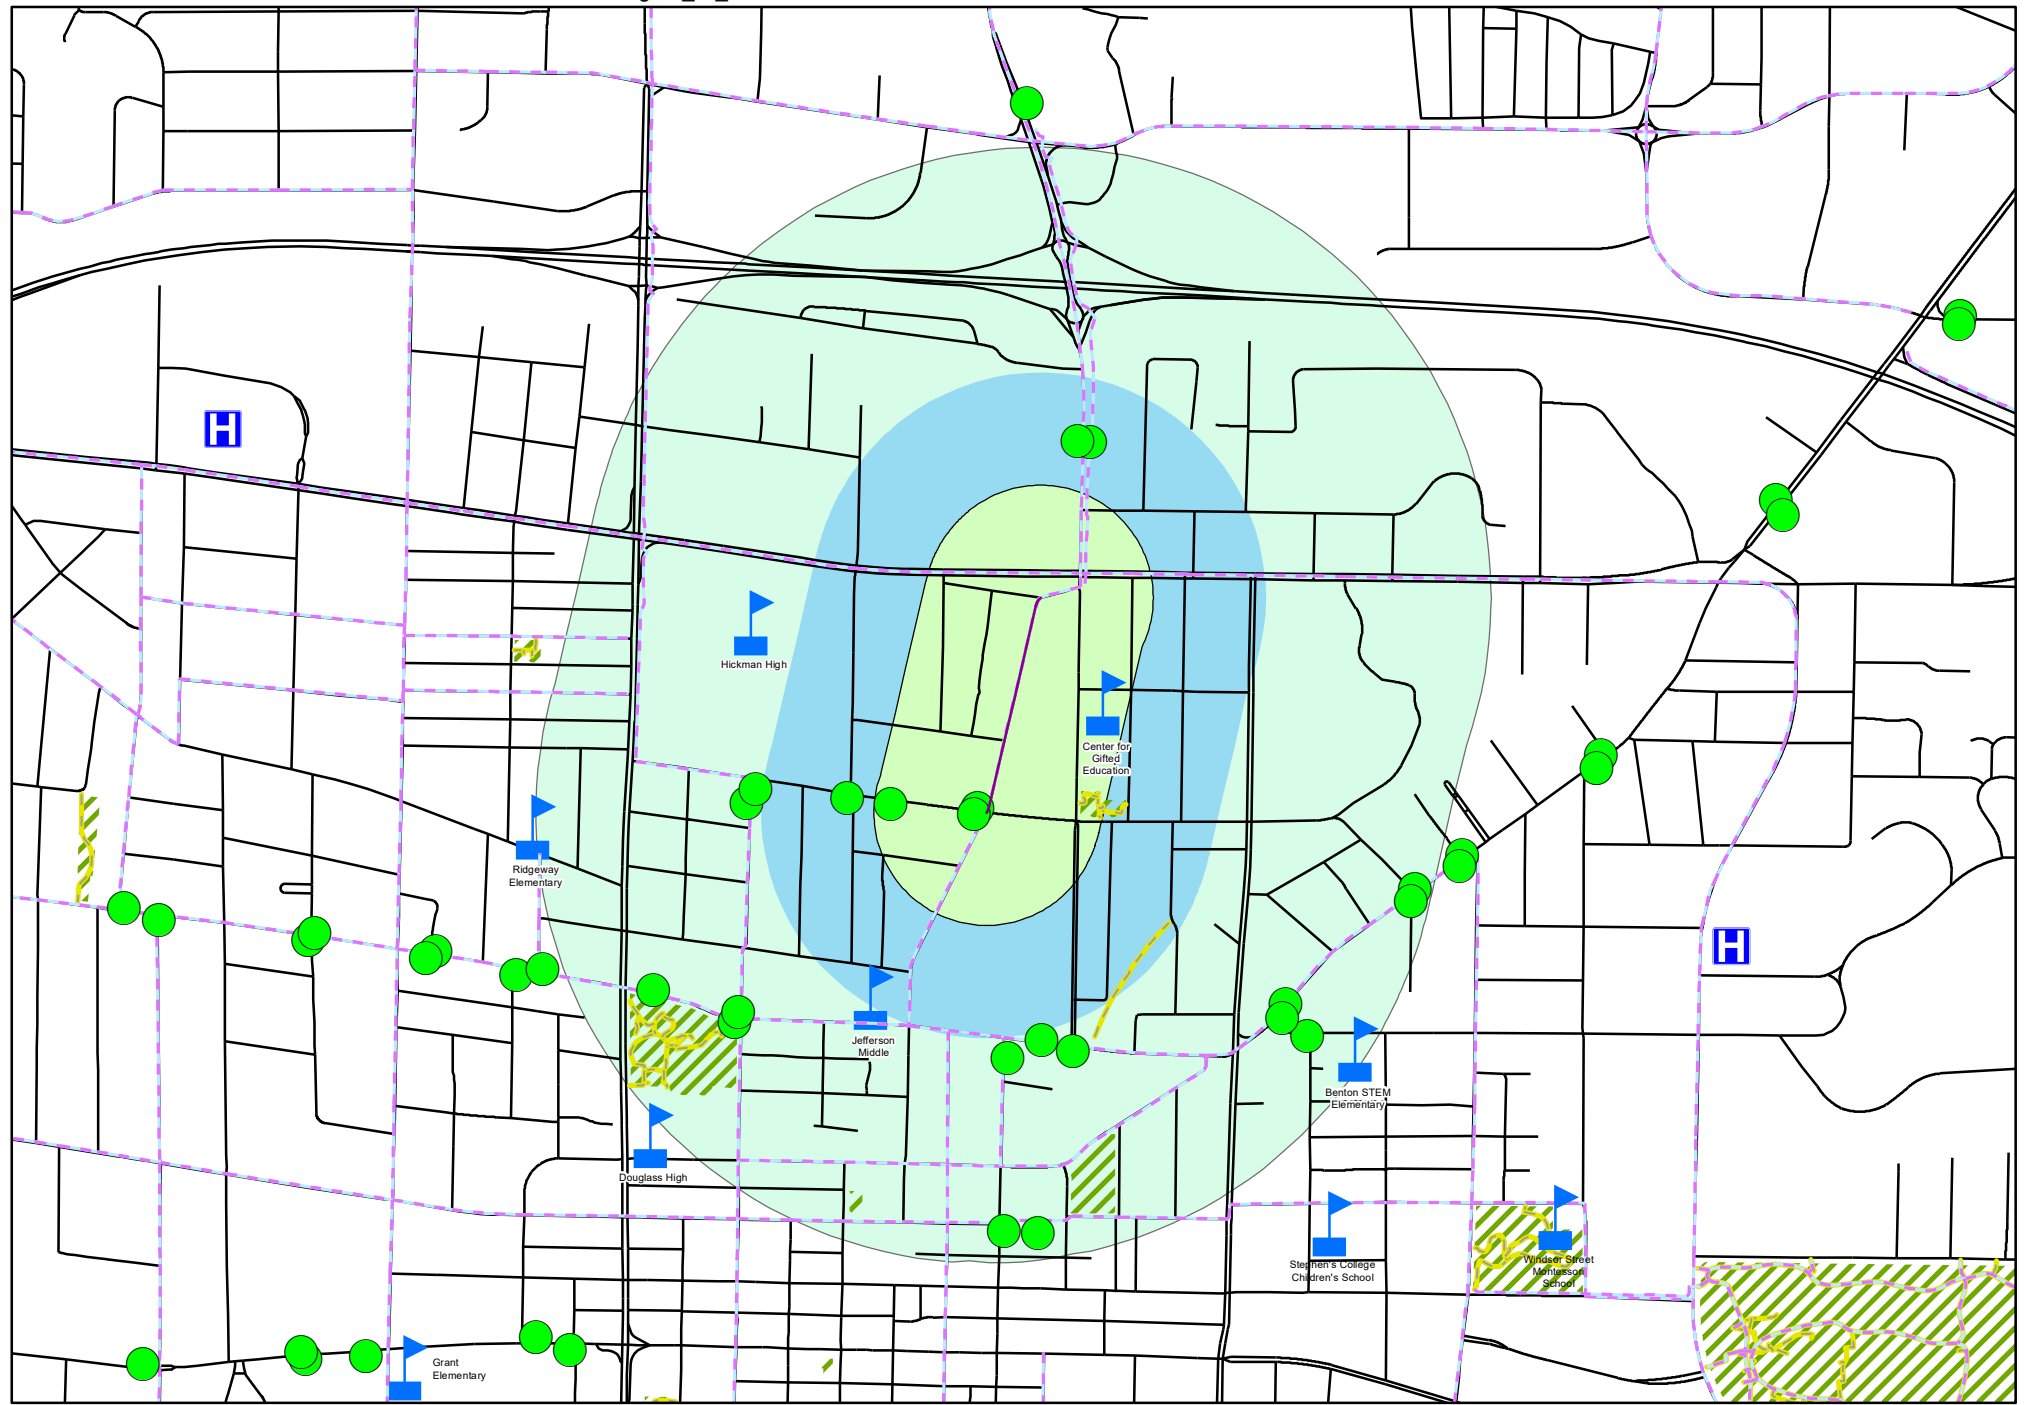 H
Hickman High
Center for
Gifted
Education
Ridgeway
Elementary
H
Jefferson
Middle
Benton STEM
Elementary
Douglass High
Stephen's College
Children's School
Windsor Street
Montessori
School
Grant
Elementary